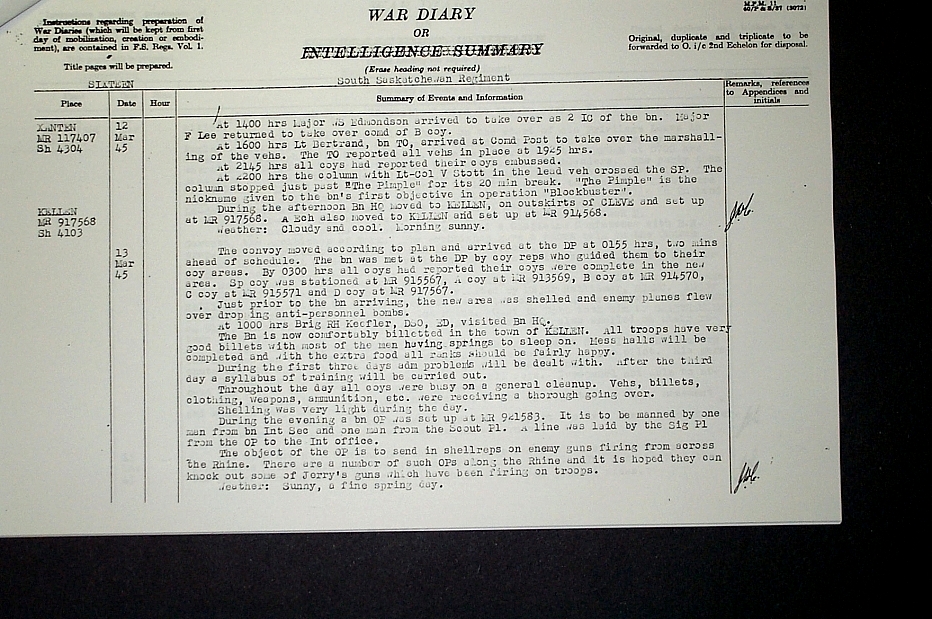 Instructions regarding preparation of
War Diaries (which will be kept from first
day of mobilization, creation or embodi-
ment), are contained in F.S. Regs. Vol. 1.
Title pages will be prepared.
WAR DIARY
OR
INTELLIGENCE SUMMARY
(Erase heading not required)
M.F.M. 11
Original, duplicate and triplicate to be
forwarded to O. i/c 2nd Echelon for disposal.
SIXTEEN
South Saskatchewan Regiment
Place Date Hour Summary of Events and Information Remarks, references
to Appendices and
initials
XANTEN
MR 117407
Sh 4304
12
Mar
45
At 1400 hrs Major WS Edmondson arrived to take over as 2 IC of the bn. Major
F Lee returned to take over comd of B coy.
At 1600 hrs Lt Bertrand, bn TO, arrived at Comd Post to take over the marshall-
ing of the vehs. The TO reported all vehs in place at 1925 hrs.
At 2145 hrs all coys had reported their coys embussed.
At 2200 hrs the column with Lt-Col V Stott in the lead veh crossed the SP. The
column stopped just past "The Pimple" for its 20 min break. "The Pimple" is the
nickname given to the bn's first objective in operation "Blockbuster".
During the afternoon Bn HQ moved to KELLEN, on outskirts of CLEVE and set up
at MR 917568. A Ech also moved to KELLEN and set up at MR 914568.
Weather: Cloudy and cool. Morning sunny.
KELLEN
MR 917568
Sh 4103
13
Mar
45
The convoy moved according to plan and arrived at the DP at 0155 hrs, two mins
ahead of schedule. The bn was met at the DP by coy reps who guided them to their
coy areas. By 0300 hrs all coys had reported their coys were complete in the new
area. Sp coy was stationed at MR 915567, A coy at MR 913569, B coy at MR 914570,
C coy at MR 915571 and D coy at MR 917567.
Just prior to the bn arriving, the new area was shelled and enemy planes flew
over dropping anti-personnel bombs.
At 1000 hrs Brig RH Keefler, DSO, ED, visited Bn HQ.
The Bn is now comfortably billetted in the town of KELLEN. All troops have very
good billets with most of the men having springs to sleep on. Mess halls will be
completed and with the extra food all ranks should be fairly happy.
During the first three days adm problems will be dealt with. After the third
day a syllabus of training will be carried out.
Throughout the day all coys were busy on a general cleanup. Vehs, billets,
clothing, weapons, ammunition, etc. were receiving a thorough going over.
Shelling was very light during the day.
During the evening a bn OP was set up at MR 921583. It is to be manned by one
man from bn Int Sec and one man from the Scout Pl. A line was laid by the Sig Pl
from the OP to the Int office.
The object of the OP is to send in shellreps on enemy guns firing from across
the Rhine. There are a number of such OPs along the Rhine and it is hoped they can
knock out some of Jerry's guns which have been firing on troops.
Weather: Sunny, a fine spring day.